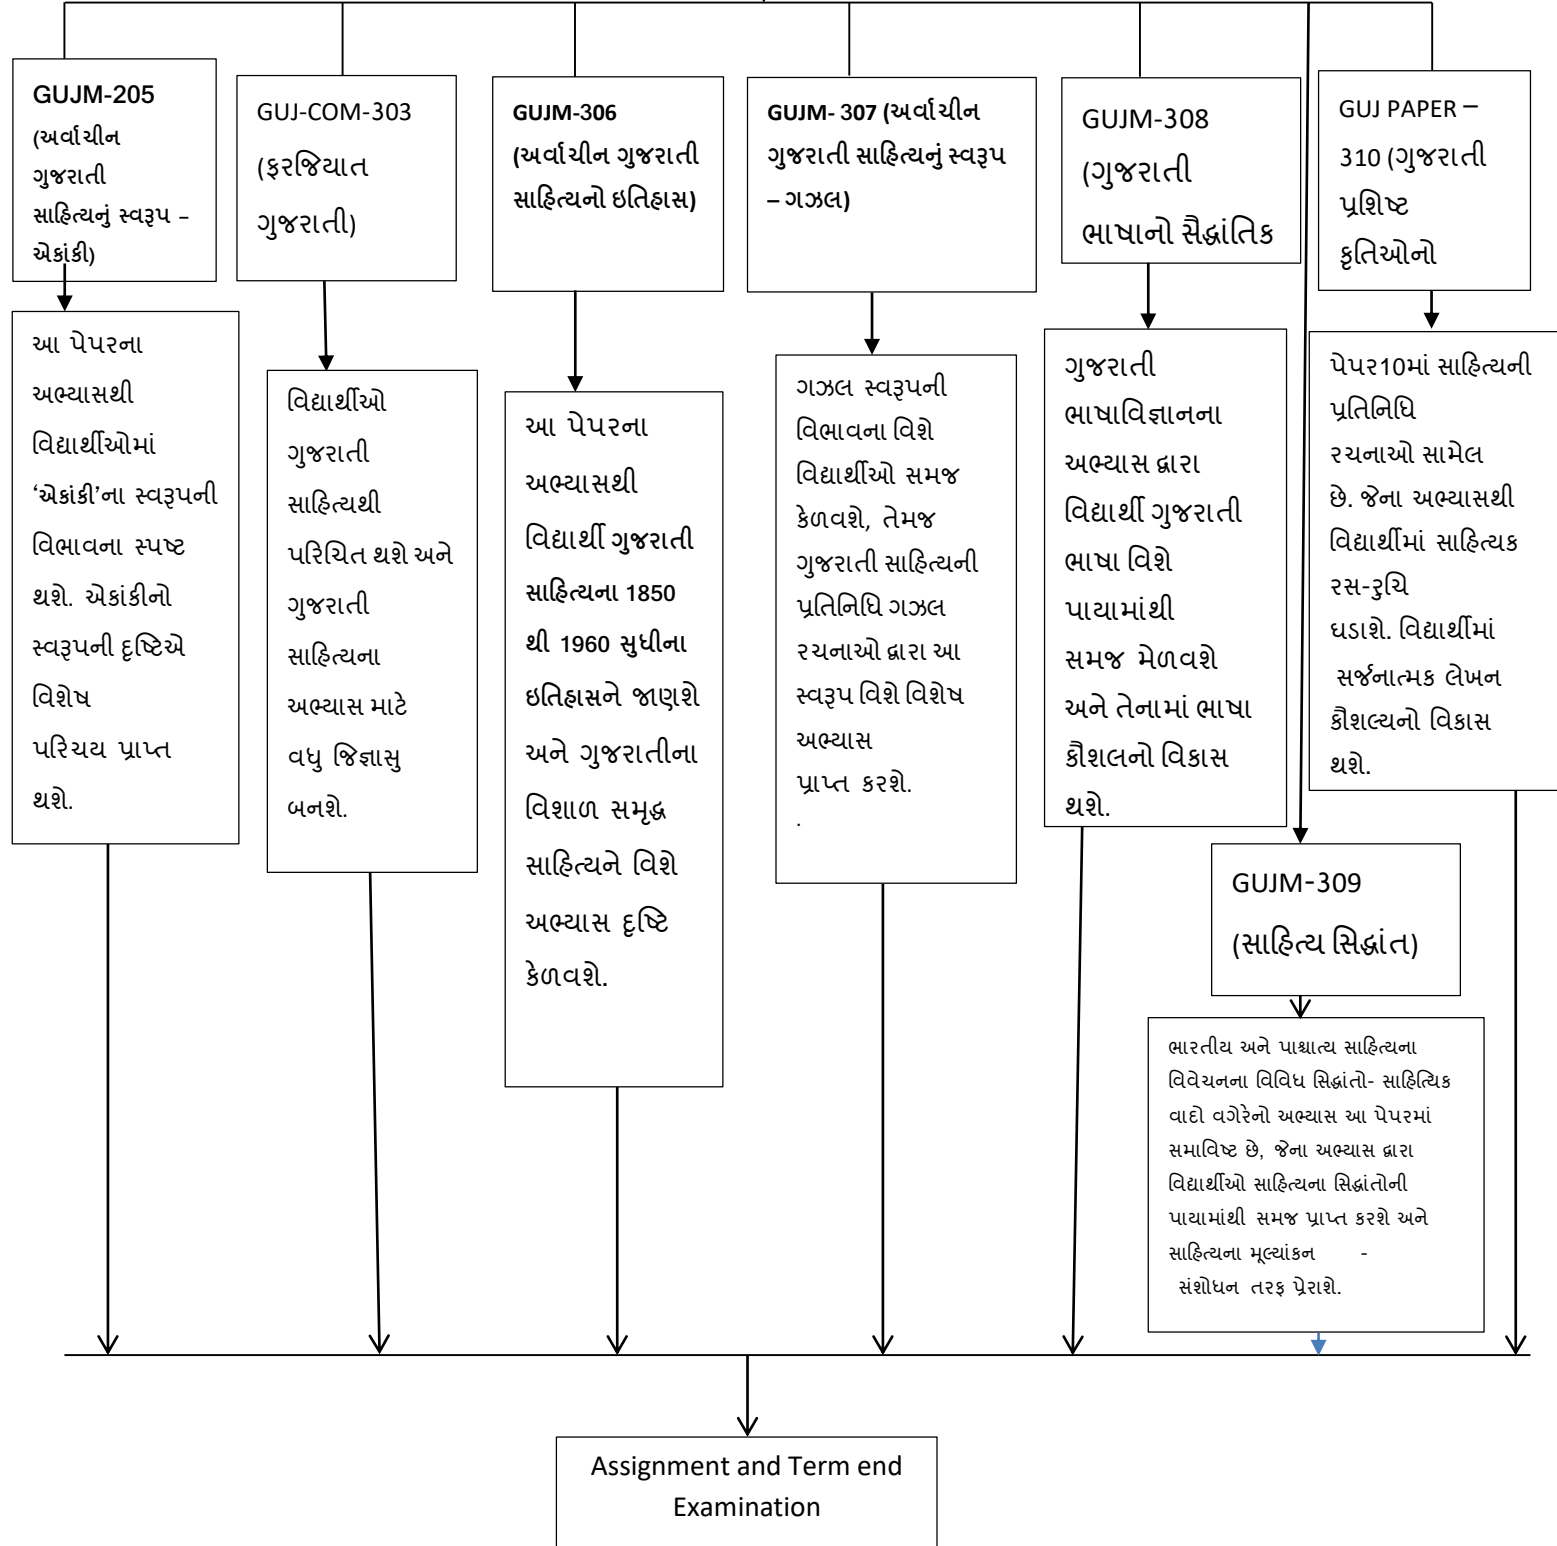 GUJM-205
(અર્વાચીન
ગુજરાતી
સાહિત્યનું સ્વરૂપ –
એકાંકી)
GUJ-COM-303
(ફરજિયાત
ગુજરાતી)
GUJM-306
(અર્વાચીન ગુજરાતી
સાહિત્યનો ઇતિહાસ)
GUJM- 307 (અર્વાચીન
ગુજરાતી સાહિત્યનું સ્વરૂપ
– ગઝલ)
GUJM-308
(ગુજરાતી
ભાષાનો સૈદ્ધાંતિક
GUJ PAPER –
310 (ગુજરાતી
પ્રશિષ્ટ
કૃતિઓનો
આ પેપરના
અભ્યાસથી
વિદ્યાર્થીઓમાં
‘એકાંકી’ના સ્વરૂપની
વિભાવના સ્પષ્ટ
થશે. એકાંકીનો
સ્વરૂપની દૃષ્ટિએ
વિશેષ
પરિચય પ્રાપ્ત
થશે.
વિદ્યાર્થીઓ
ગુજરાતી
સાહિત્યથી
પરિચિત થશે અને
ગુજરાતી
સાહિત્યના
અભ્યાસ માટે
વધુ જિજ્ઞાસુ
બનશે.
આ પેપરના
અભ્યાસથી
વિદ્યાર્થી ગુજરાતી
સાહિત્યના 1850
થી 1960 સુધીના
ઇતિહાસને જાણશે
અને ગુજરાતીના
વિશાળ સમૃદ્ધ
સાહિત્યને વિશે
અભ્યાસ દૃષ્ટિ
કેળવશે.
ગઝલ સ્વરૂપની
વિભાવના વિશે
વિદ્યાર્થીઓ સમજ
કેળવશે, તેમજ
ગુજરાતી સાહિત્યની
પ્રતિનિધિ ગઝલ
રચનાઓ દ્વારા આ
સ્વરૂપ વિશે વિશેષ
અભ્યાસ
પ્રાપ્ત કરશે.
.
ગુજરાતી
ભાષાવિજ્ઞાનના
અભ્યાસ દ્વારા
વિદ્યાર્થી ગુજરાતી
ભાષા વિશે
પાયામાંથી
સમજ મેળવશે
અને તેનામાં ભાષા
કૌશલનો વિકાસ
થશે.
પેપર10માં સાહિત્યની
પ્રતિનિધિ
રચનાઓ સામેલ
છે. જેના અભ્યાસથી
વિદ્યાર્થીમાં સાહિત્યક
રસ-રુચિ
ઘડાશે. વિદ્યાર્થીમાં
સર્જનાત્મક લેખન
કૌશલ્યનો વિકાસ
થશે.
GUJM-309
(સાહિત્ય સિદ્ધાંત)
ભારતીય અને પાશ્ચાત્ય સાહિત્યના
વિવેચનના વિવિધ સિદ્ધાંતો- સાહિત્યિક
વાદો વગેરેનો અભ્યાસ આ પેપરમાં
સમાવિષ્ટ છે, જેના અભ્યાસ દ્વારા
વિદ્યાર્થીઓ સાહિત્યના સિદ્ધાંતોની
પાયામાંથી સમજ પ્રાપ્ત કરશે અને
સાહિત્યના મૂલ્યાંકન -
સંશોધન તરફ પ્રેરાશે.
Assignment and Term end
Examination